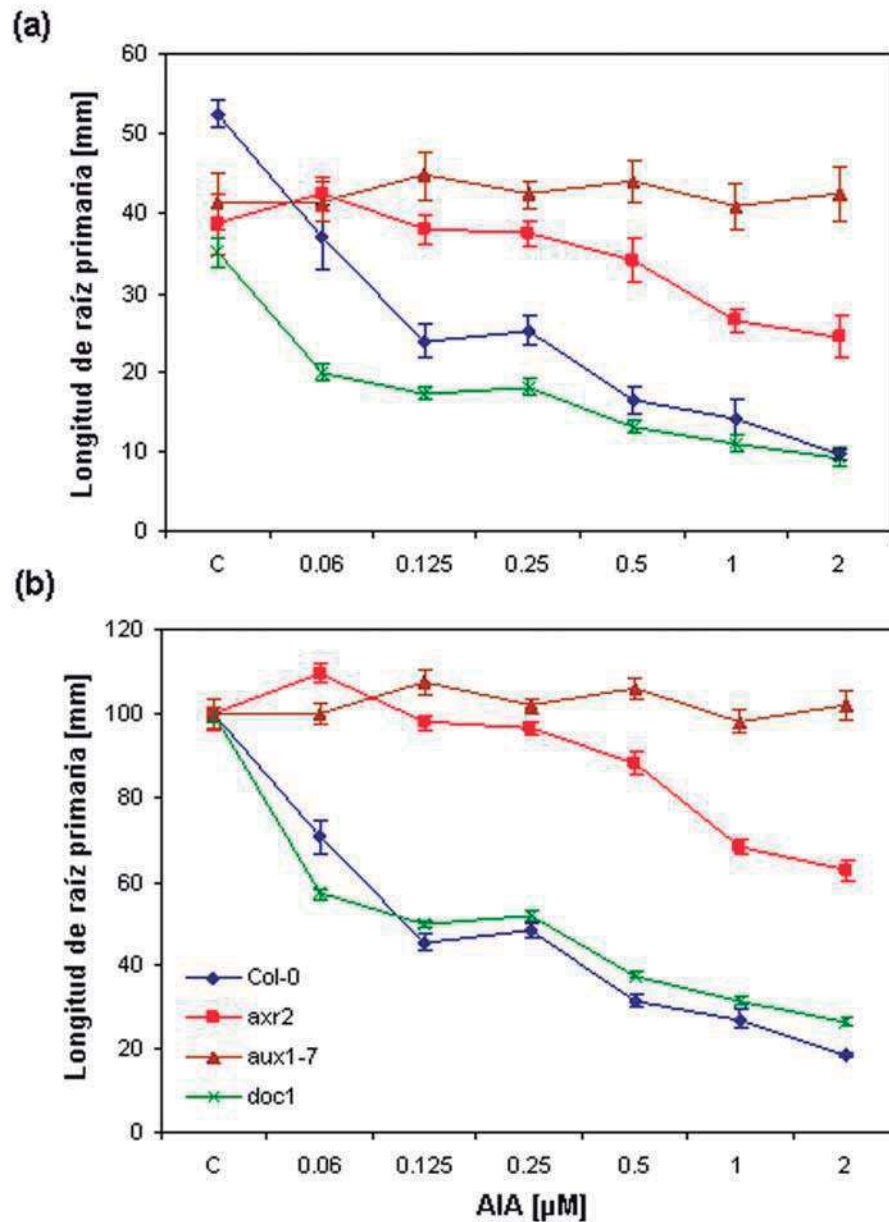 (a)
Longitud de raíz primaria [mm]
60
50
40
30
20
10
0
C 0.06 0.125 0.25 0.5 1 2
(b)
Longitud de raíz primaria [mm]
120
100
80
60
40
20
0
Col-0
axr2
aux1-7
doc1
C 0.06 0.125 0.25 0.5 1 2
AIA [µM]